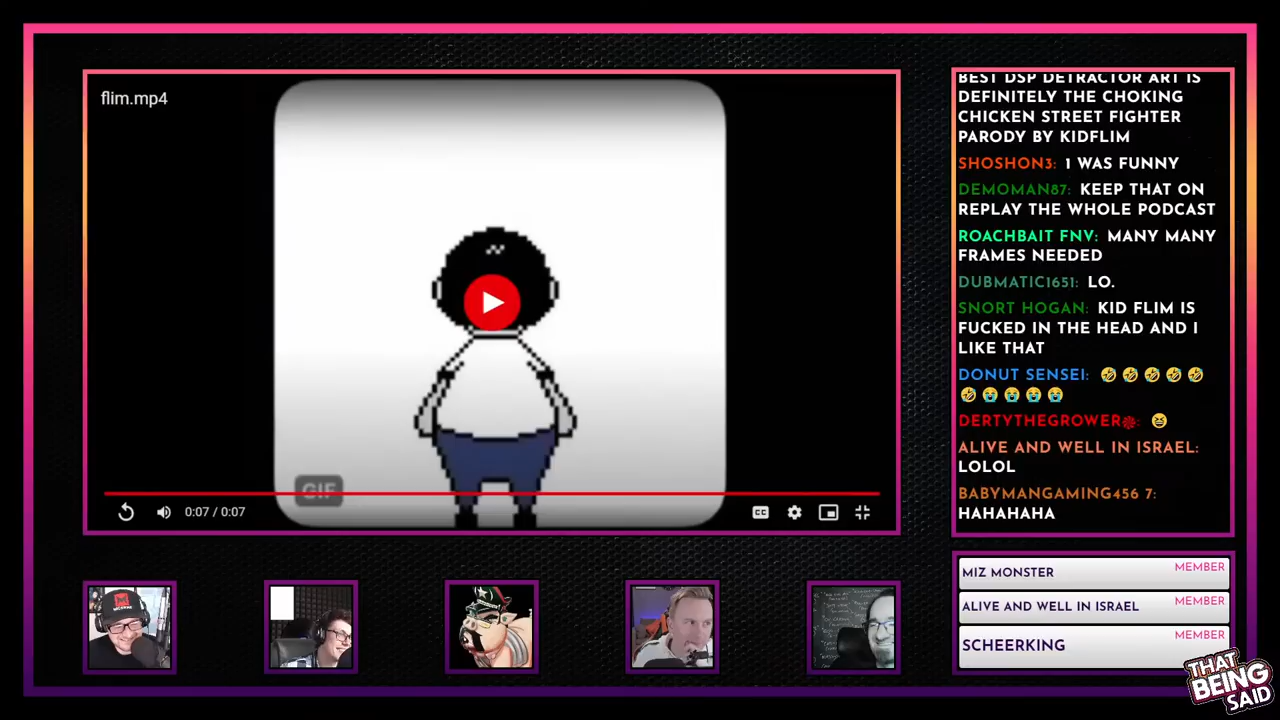 flim.mp4
GIF
0:07 / 0:07
CC
BEST DSP DETRACTOR ART IS
DEFINITELY THE CHOKING
CHICKEN STREET FIGHTER
PARODY BY KIDFLIM
SHOSHON3: 1 WAS FUNNY
DEMOMAN87: KEEP THAT ON
REPLAY THE WHOLE PODCAST
ROACHBAIT FNV: MANY MANY
FRAMES NEEDED
DUBMATIC1651: LO.
SNORT HOGAN: KID FLIM IS
FUCKED IN THE HEAD AND I
LIKE THAT
DONUT SENSEI: 🤣🤣🤣🤣🤣
🤣😭😭😭😭
DERTYTHEGROWER: 😆
ALIVE AND WELL IN ISRAEL:
LOLOL
BABYMANGAMING456 7:
HAHAHAHA
MIZ MONSTER MEMBER
ALIVE AND WELL IN ISRAEL MEMBER
SCHEERKING MEMBER
THAT
BEING
SAID